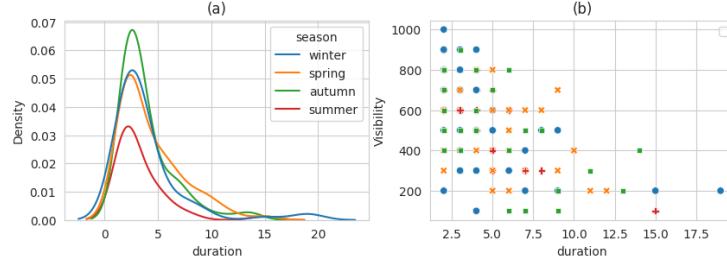 (a)
0.07
0.06
0.05
0.04
0.03
0.02
0.01
0.00
Density
0 5 10 15 20
duration
season
winter
spring
autumn
summer
(b)
1000
800
600
400
200
Visibility
2.5 5.0 7.5 10.0 12.5 15.0 17.5
duration